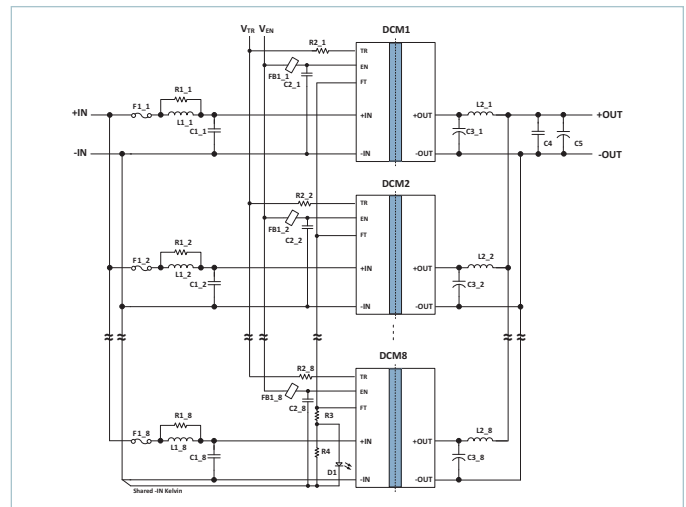 VTR VEN
DCM1
R2_1
TR
EN
FB1_1
C2_1
FT
R1_1
+IN
F1_1
L1_1
C1_1
+IN
+OUT
L2_1
+OUT
C3_1
C4
C5
-IN
-IN
-OUT
-OUT
DCM2
R2_2
TR
EN
FB1_2
C2_2
FT
R1_2
F1_2
L1_2
C1_2
+IN
+OUT
L2_2
C3_2
-IN
-OUT
DCM8
R2_8
TR
EN
FB1_8
C2_8
FT
R3
R1_8
F1_8
L1_8
C1_8
+IN
+OUT
L2_8
R4
C3_8
D1
-IN
-OUT
Shared -IN Kelvin